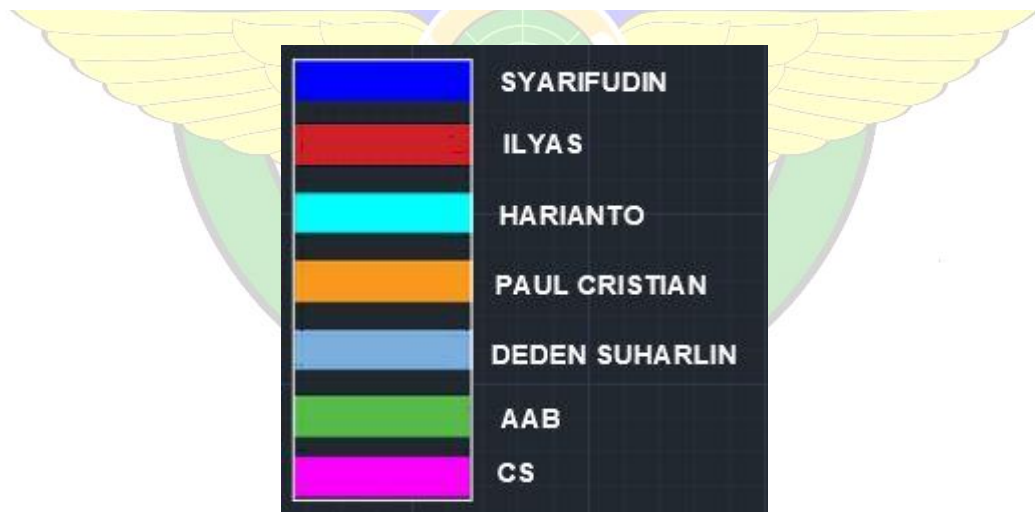 SYARIFUDIN
ILYAS
HARIANTO
PAUL CRISTIAN
DEDEN SUHARLIN
AAB
CS